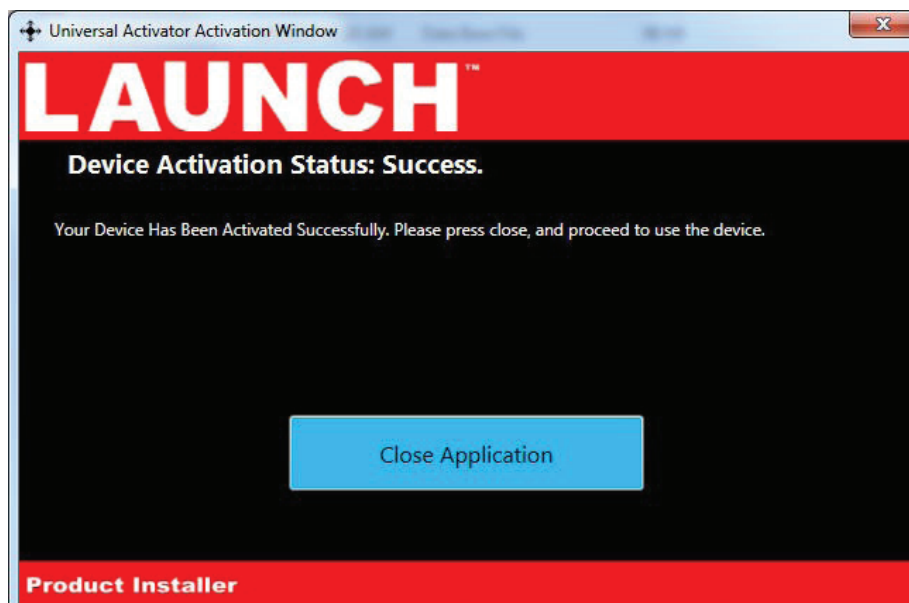 Universal Activator Activation Window
LAUNCH™
Device Activation Status: Success.
Your Device Has Been Activated Successfully. Please press close, and proceed to use the device.
Close Application
Product Installer